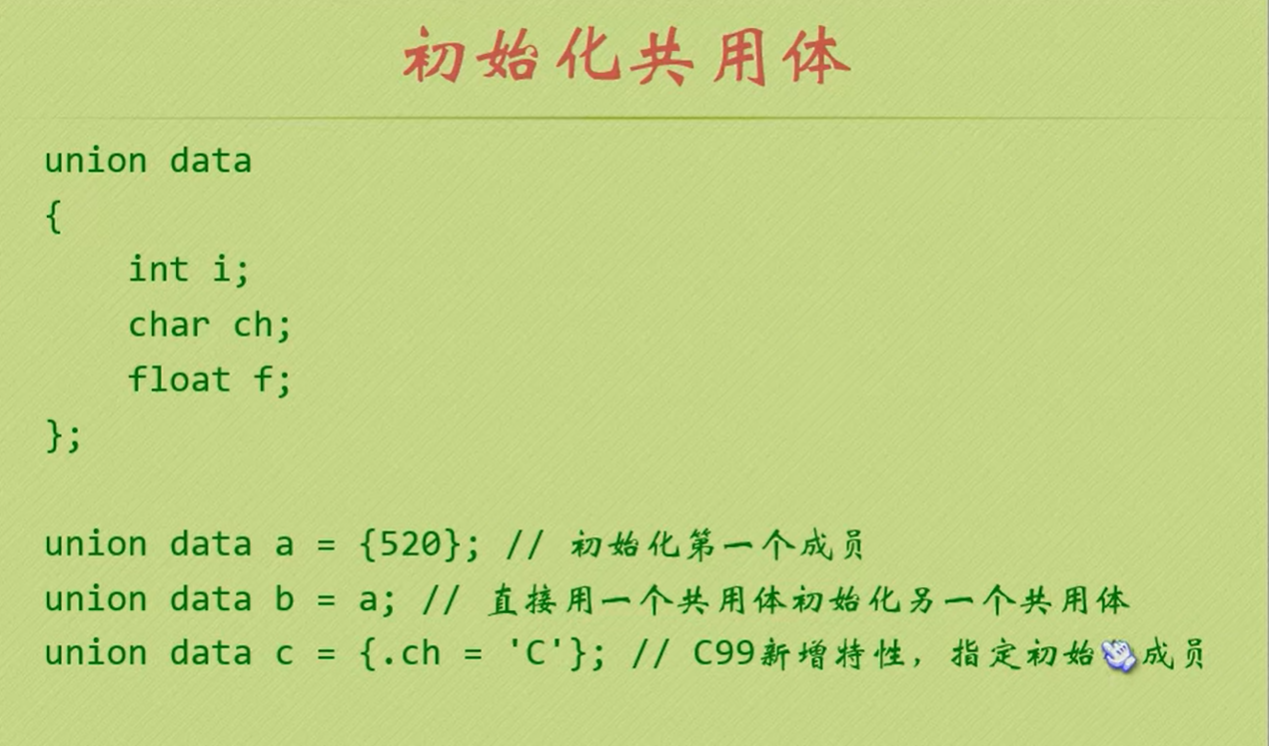 初始化共用体
union data
{
    int i;
    char ch;
    float f;
};
union data a = {520}; // 初始化第一个成员
union data b = a; // 直接用一个共用体初始化另一个共用体
union data c = {.ch = 'C'}; // C99新增特性，指定初始 成员